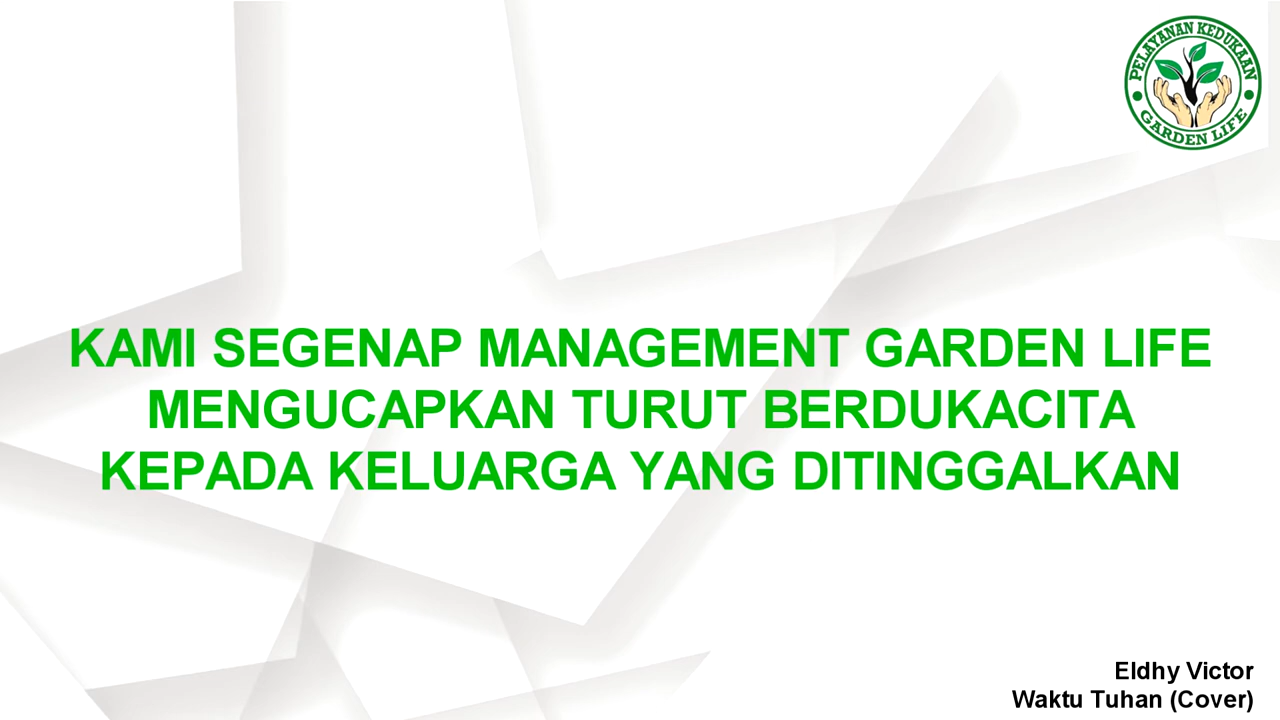 PELAYANAN KEDUKAAN
GARDEN LIFE
KAMI SEGENAP MANAGEMENT GARDEN LIFE
MENGUCAPKAN TURUT BERDUKACITA
KEPADA KELUARGA YANG DITINGGALKAN
Eldhy Victor
Waktu Tuhan (Cover)